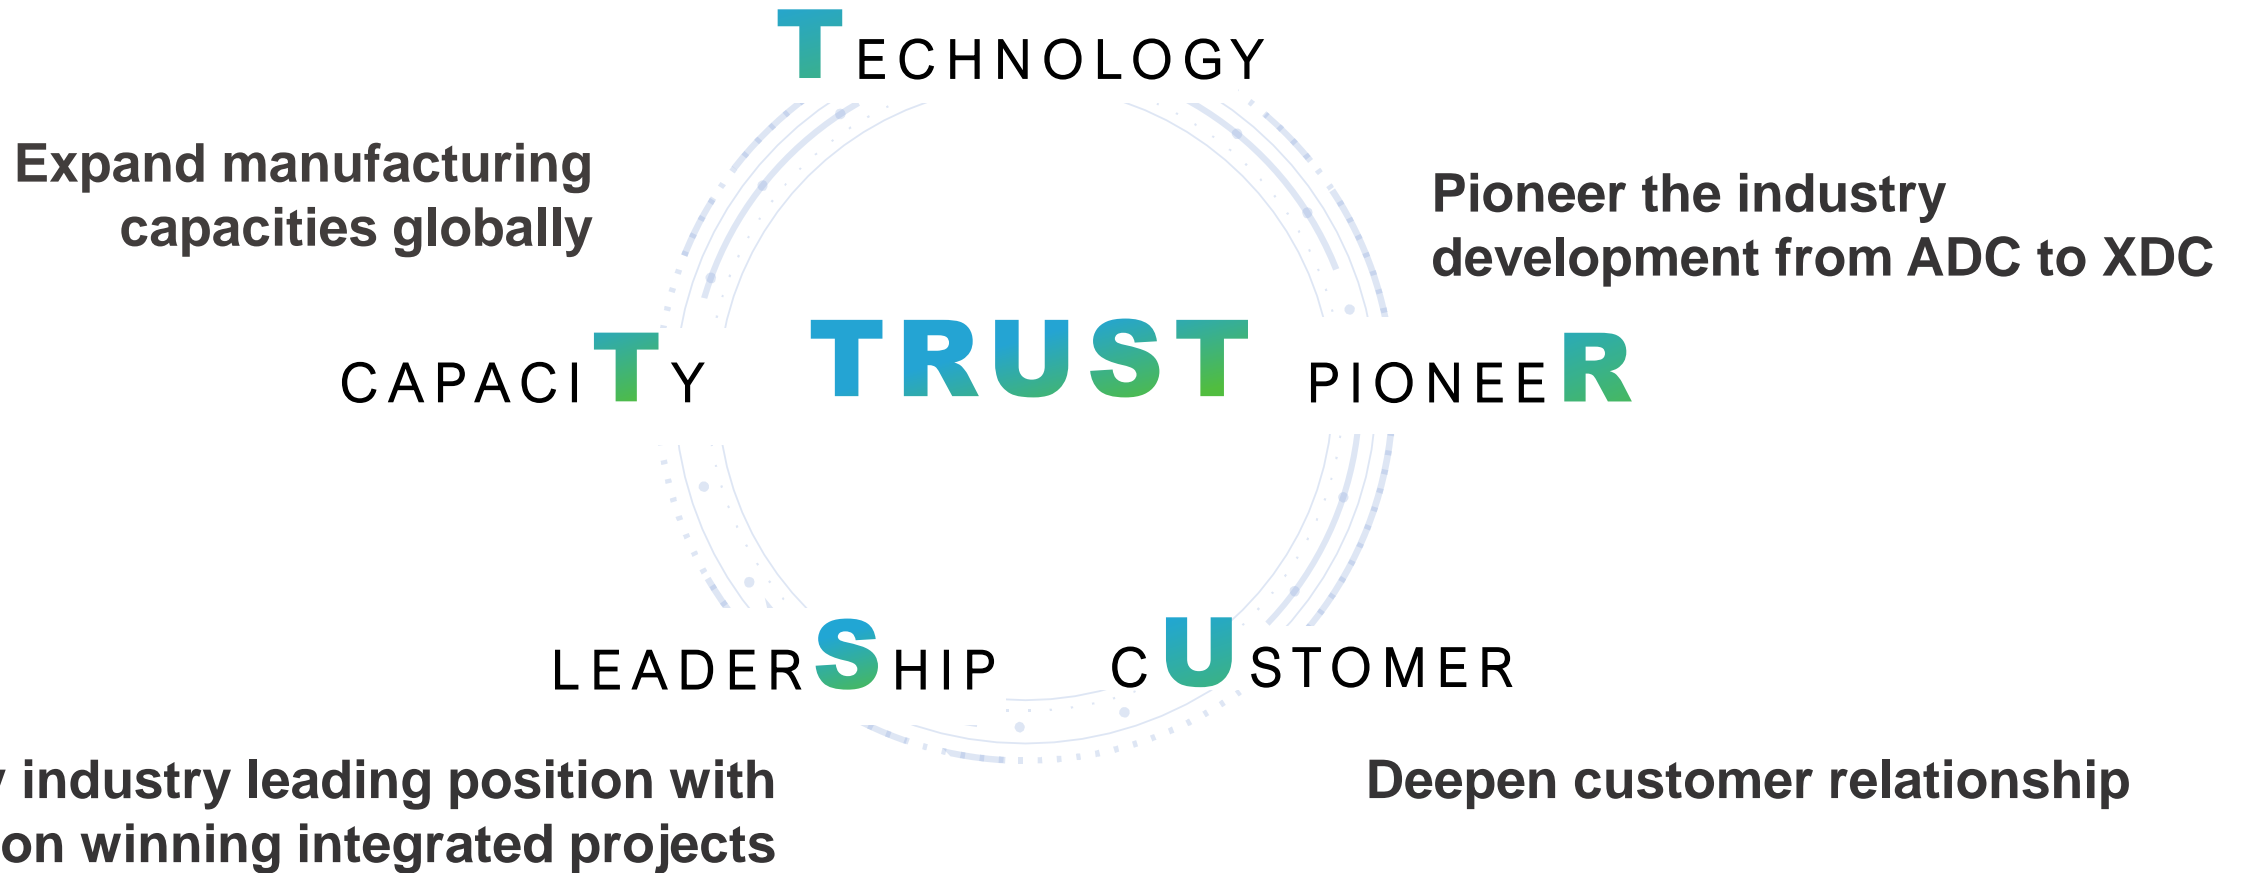 TECHNOLOGY
Expand manufacturing
capacities globally
Pioneer the industry
development from ADC to XDC
CAPACITY
TRUST
PIONEER
LEADERSHIP
CUSTOMER
industry leading position with
on winning integrated projects
Deepen customer relationship